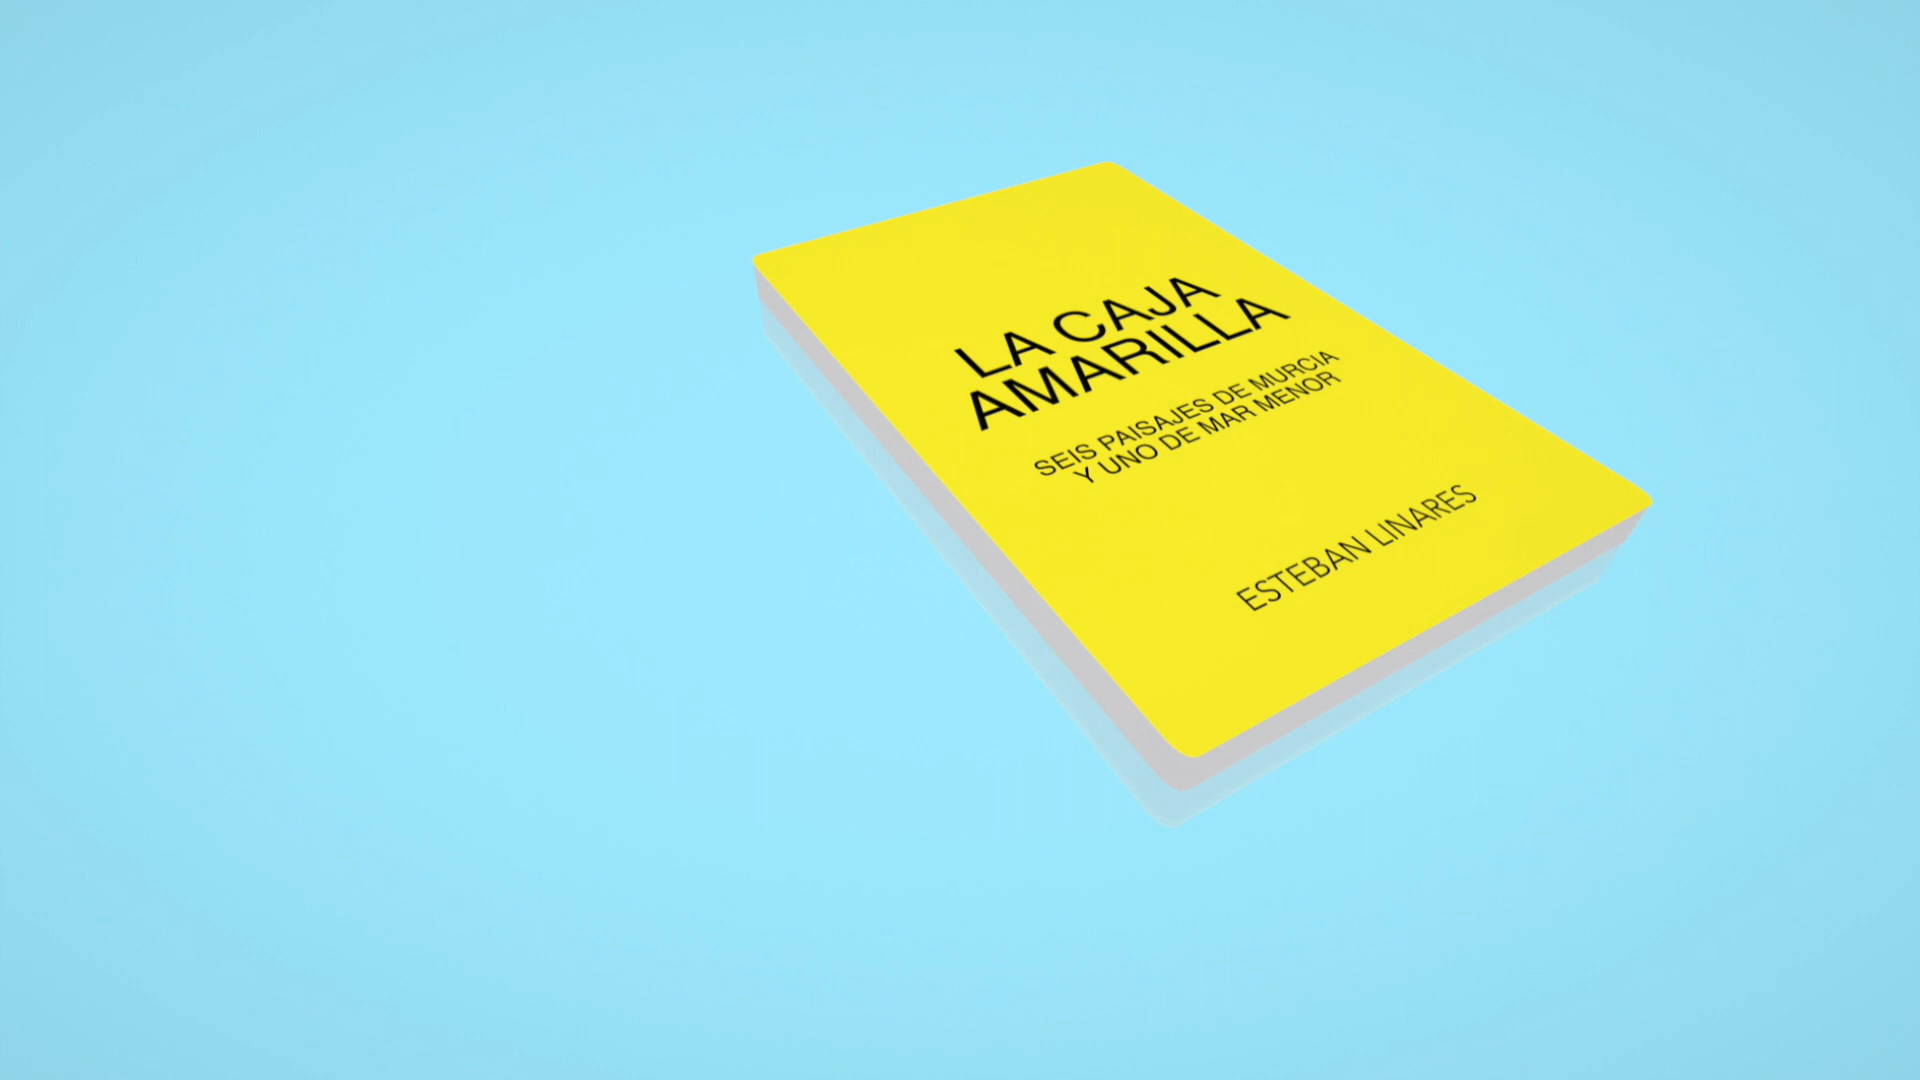 LA CAJA
AMARILLA
SEIS PAISAJES DE MURCIA
Y UNO DE MAR MENOR
ESTEBAN LINARES